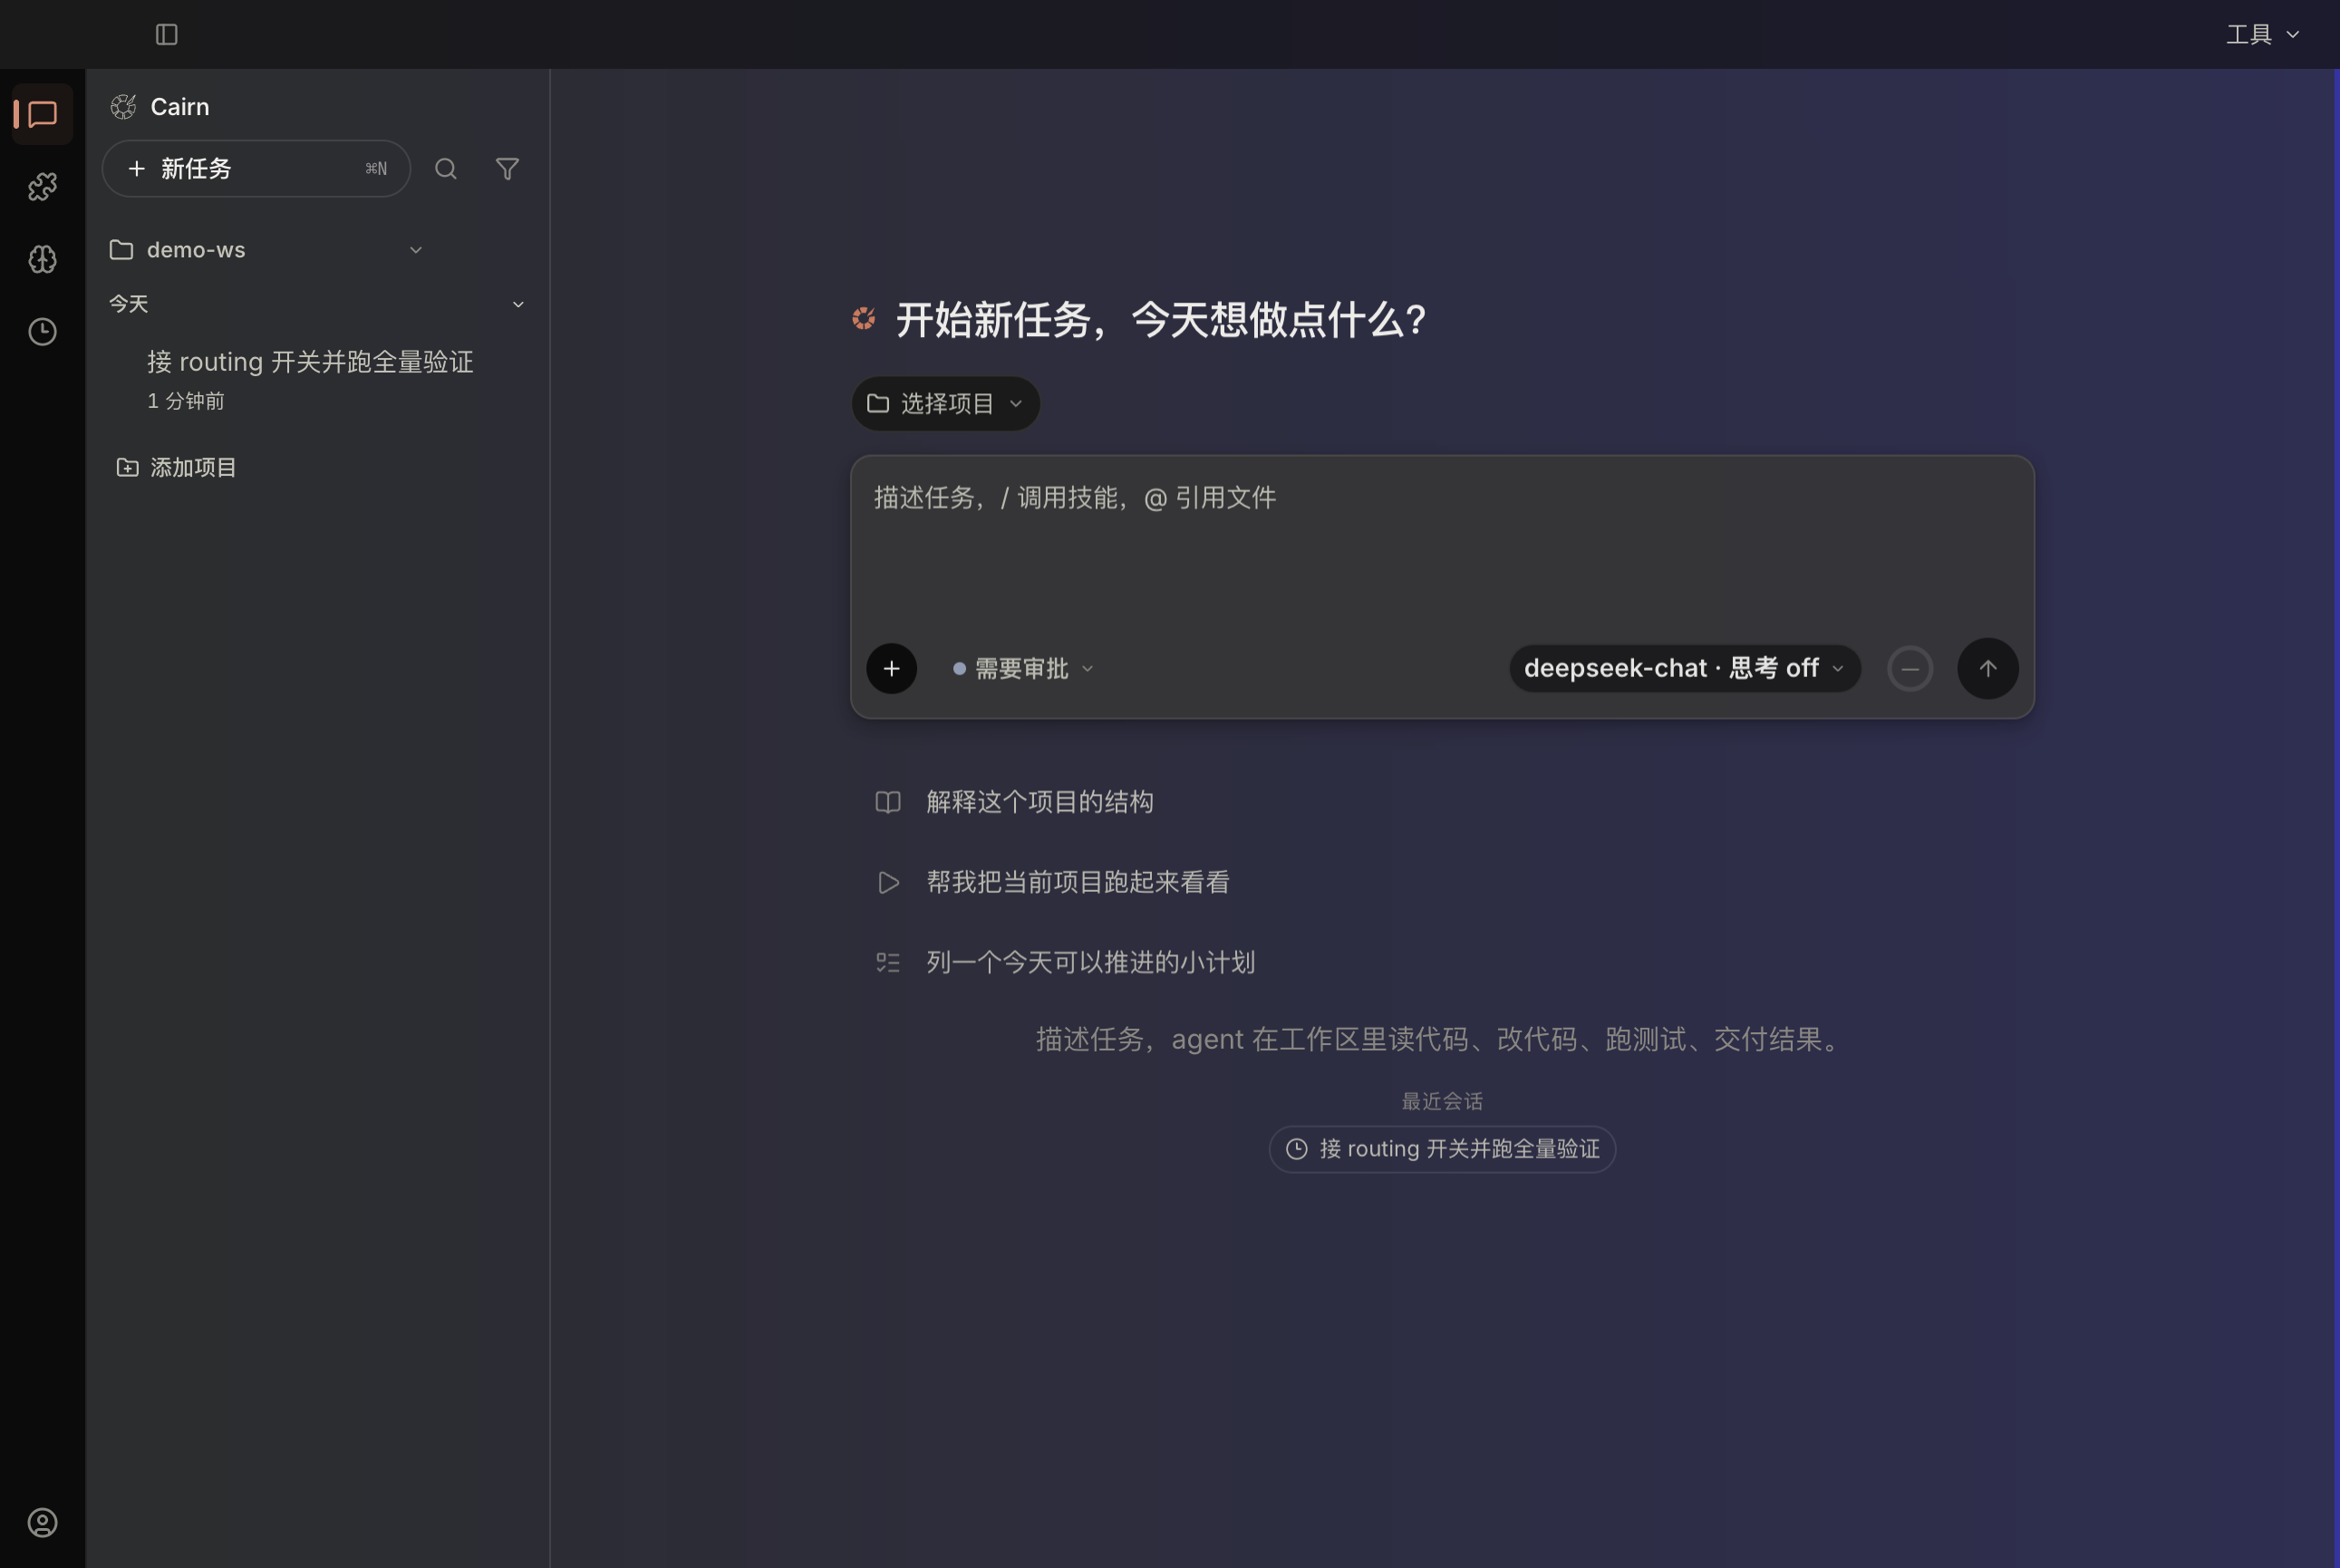 工具
Cairn
新任务 ⌘N
demo-ws
今天
接 routing 开关并跑全量验证
1 分钟前
添加项目
开始新任务，今天想做点什么？
选择项目
描述任务，/ 调用技能，@ 引用文件
需要审批
deepseek-chat · 思考 off
解释这个项目的结构
帮我把当前项目跑起来看看
列一个今天可以推进的小计划
描述任务，agent 在工作区里读代码、改代码、跑测试、交付结果。
最近会话
接 routing 开关并跑全量验证